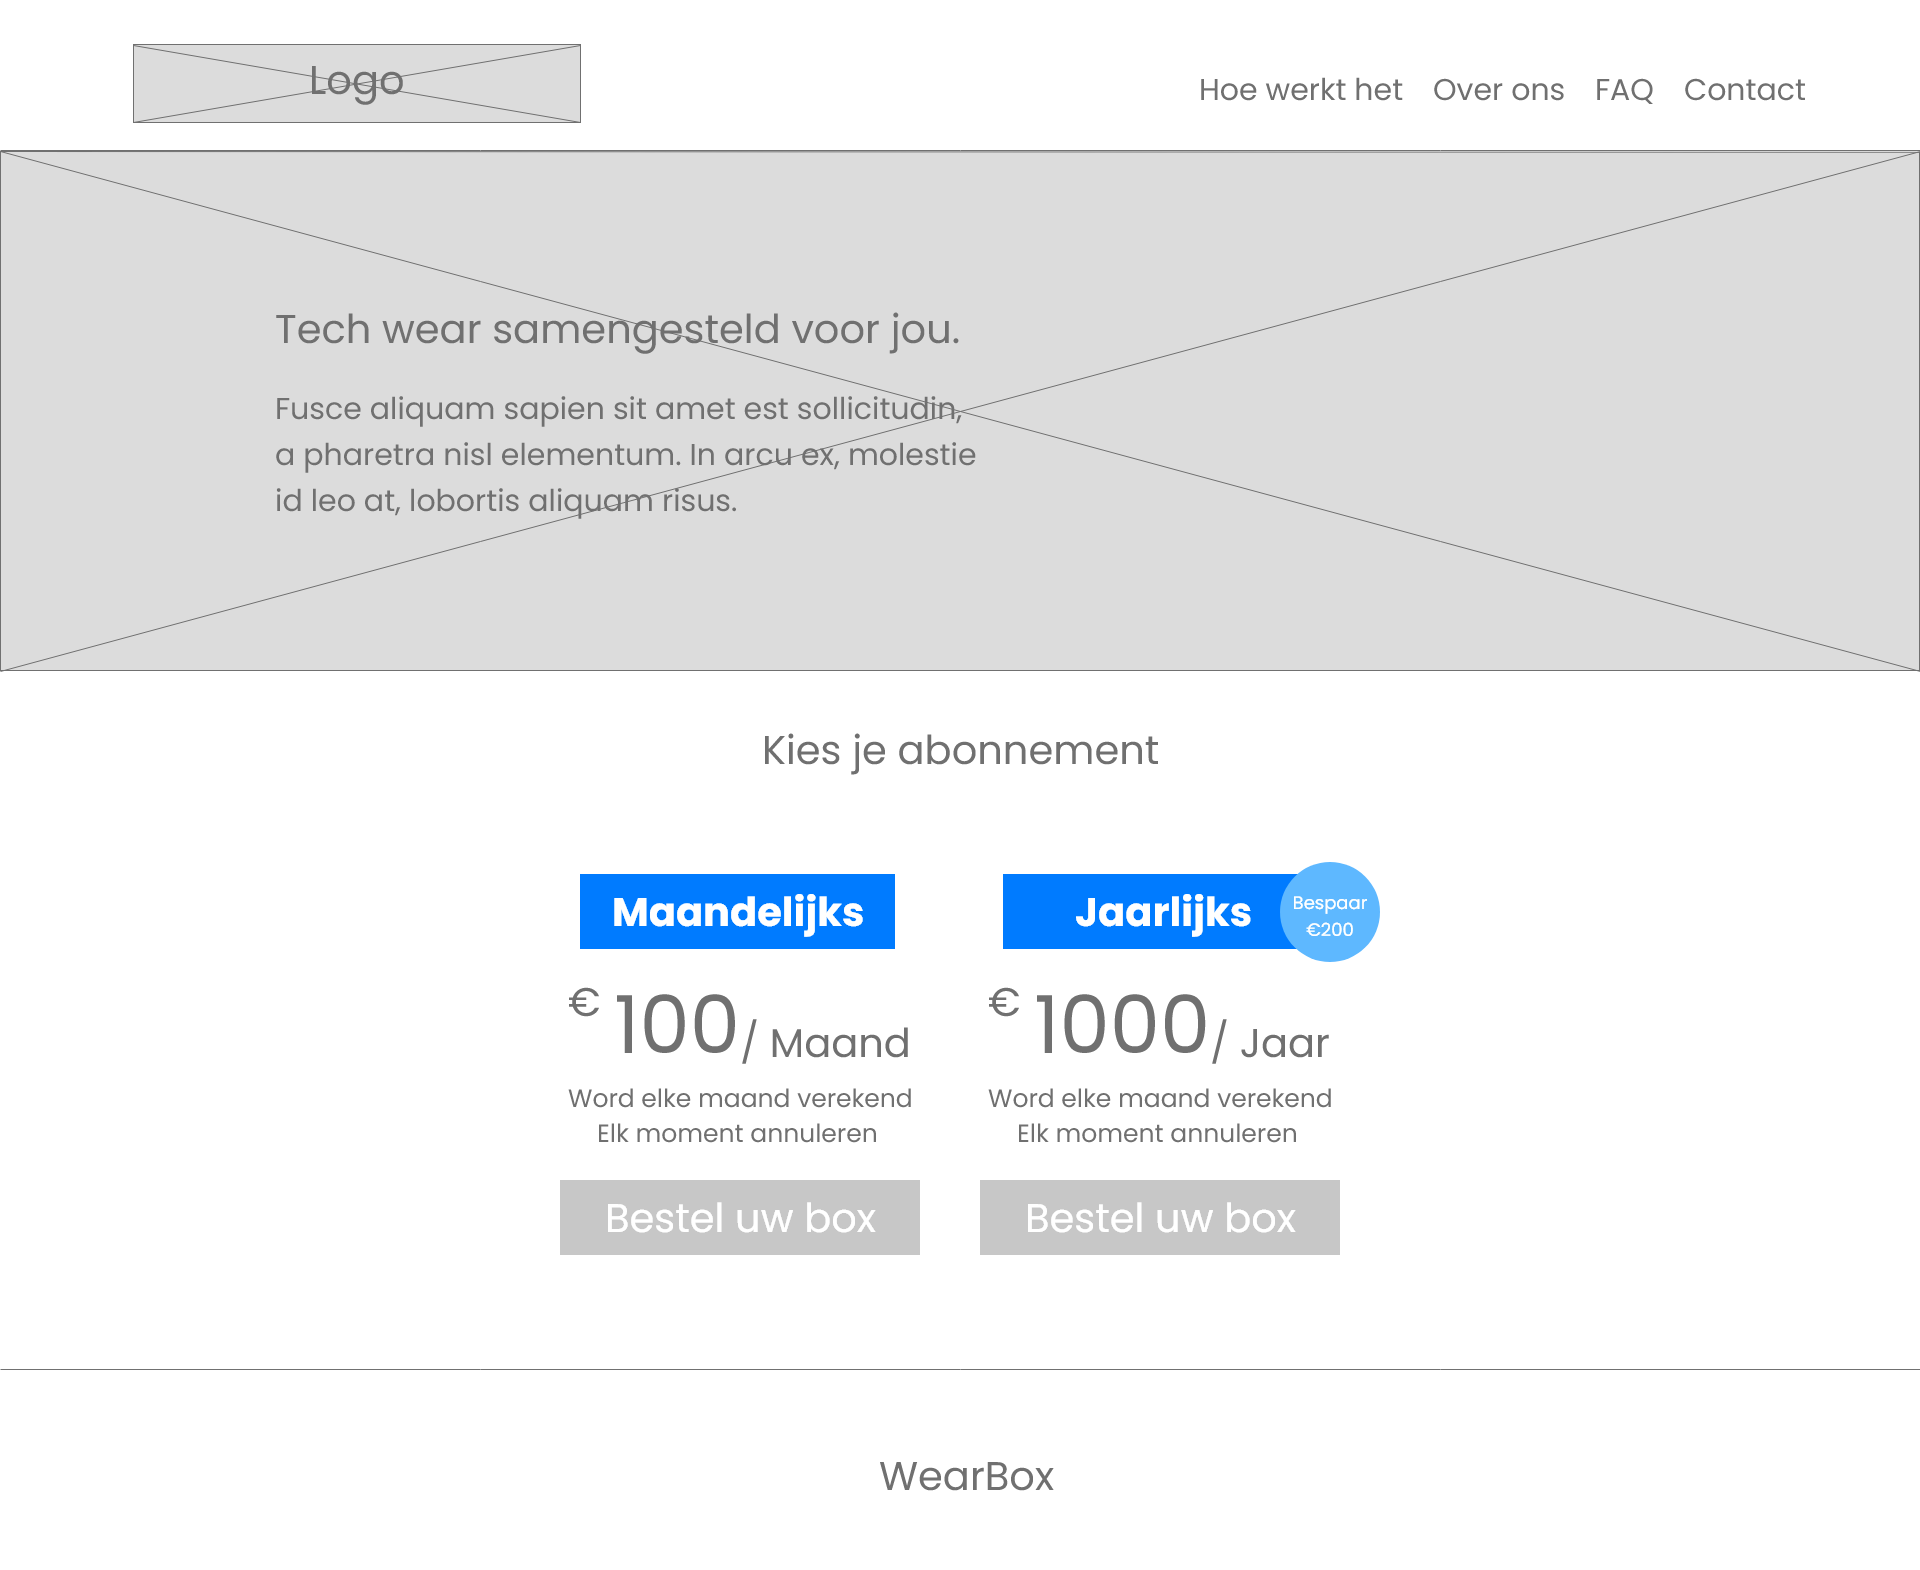 Logo
Hoe werkt het Over ons FAQ Contact
Tech wear samengesteld voor jou.
Fusce aliquam sapien sit amet est sollicitudin,
a pharetra nisl elementum. In arcu ex, molestie
id leo at, lobortis aliquam risus.
Kies je abonnement
Maandelijks
€ 100/ Maand
Word elke maand verekend
Elk moment annuleren
Bestel uw box
Jaarlijks
Bespaar
€200
€ 1000/ Jaar
Word elke maand verekend
Elk moment annuleren
Bestel uw box
WearBox